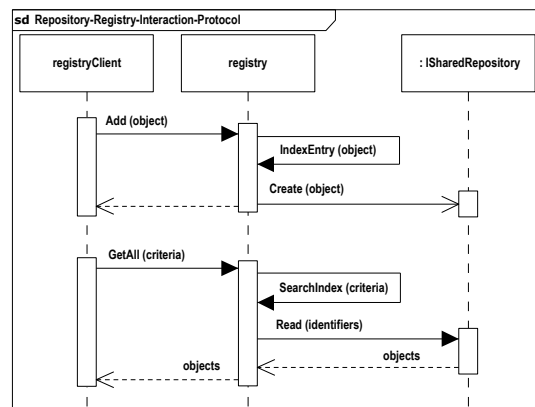 sd Repository-Registry-Interaction-Protocol
registryClient
registry
: ISharedRepository
Add (object)
IndexEntry (object)
Create (object)
GetAll (criteria)
SearchIndex (criteria)
Read (identifiers)
objects
objects